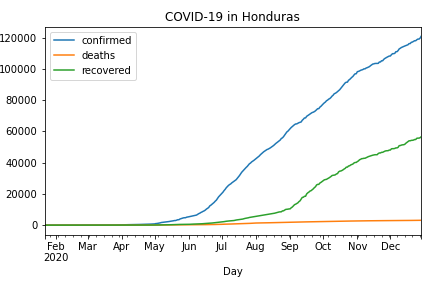 COVID-19 in Honduras
confirmed
deaths
recovered
120000
100000
80000
60000
40000
20000
0
Feb Mar Apr May Jun Jul Aug Sep Oct Nov Dec
2020
Day